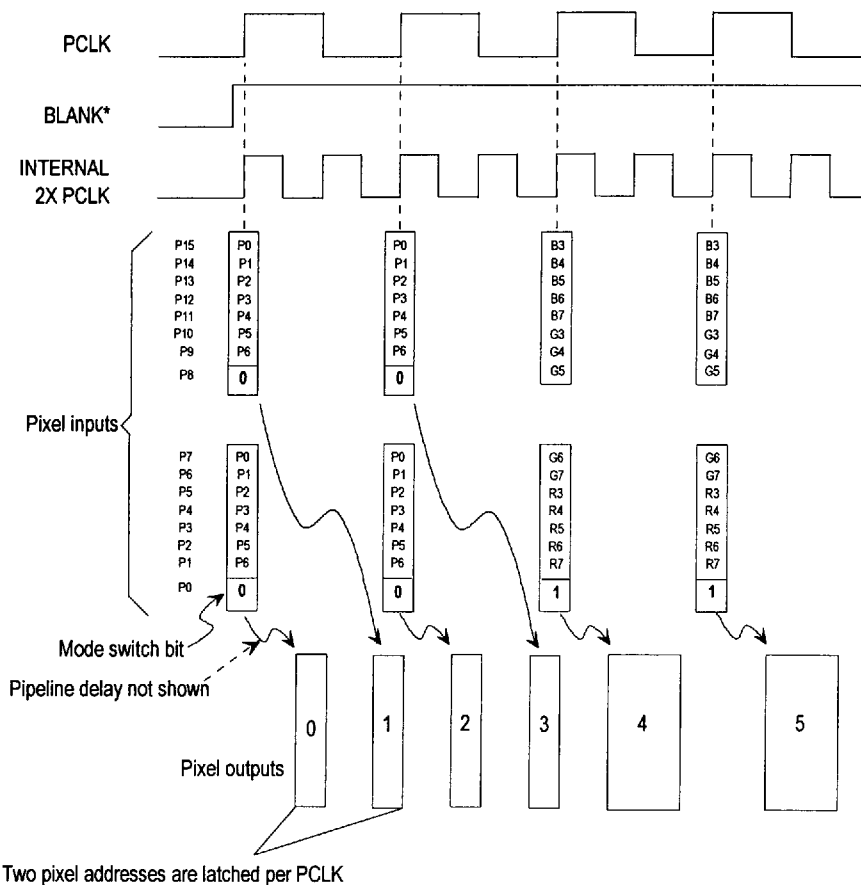 PCLK
BLANK*
INTERNAL
2X PCLK
P15 P0 P0 B3 B3
P14 P1 P1 B4 B4
P13 P2 P2 B5 B5
P12 P3 P3 B6 B6
P11 P4 P4 B7 B7
P10 P5 P5 G3 G3
P9 P6 P6 G4 G4
P8 0 0 G5 G5
Pixel inputs
P7 P0 P0 G6 G6
P6 P1 P1 G7 G7
P5 P2 P2 R3 R3
P4 P3 P3 R4 R4
P3 P4 P4 R5 R5
P2 P5 P5 R6 R6
P1 P6 P6 R7 R7
P0 0 0 1 1
Mode switch bit
Pipeline delay not shown
0 1 2 3 4 5
Pixel outputs
Two pixel addresses are latched per PCLK